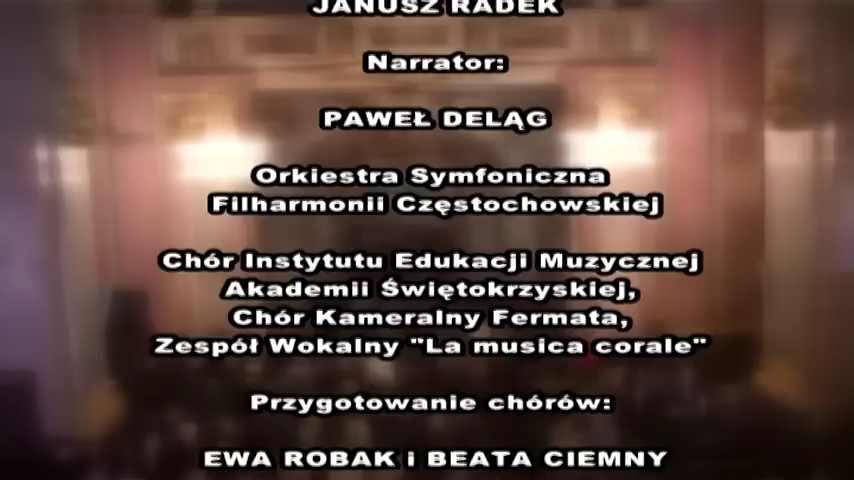 JANUSZ RADEK
Narrator:
PAWEŁ DELĄG
Orkiestra Symfoniczna
Filharmonii Częstochowskiej
Chór Instytutu Edukacji Muzycznej
Akademii Świętokrzyskiej,
Chór Kameralny Fermata,
Zespół Wokalny "La musica corale"
Przygotowanie chórów:
EWA ROBAK i BEATA CIEMNY